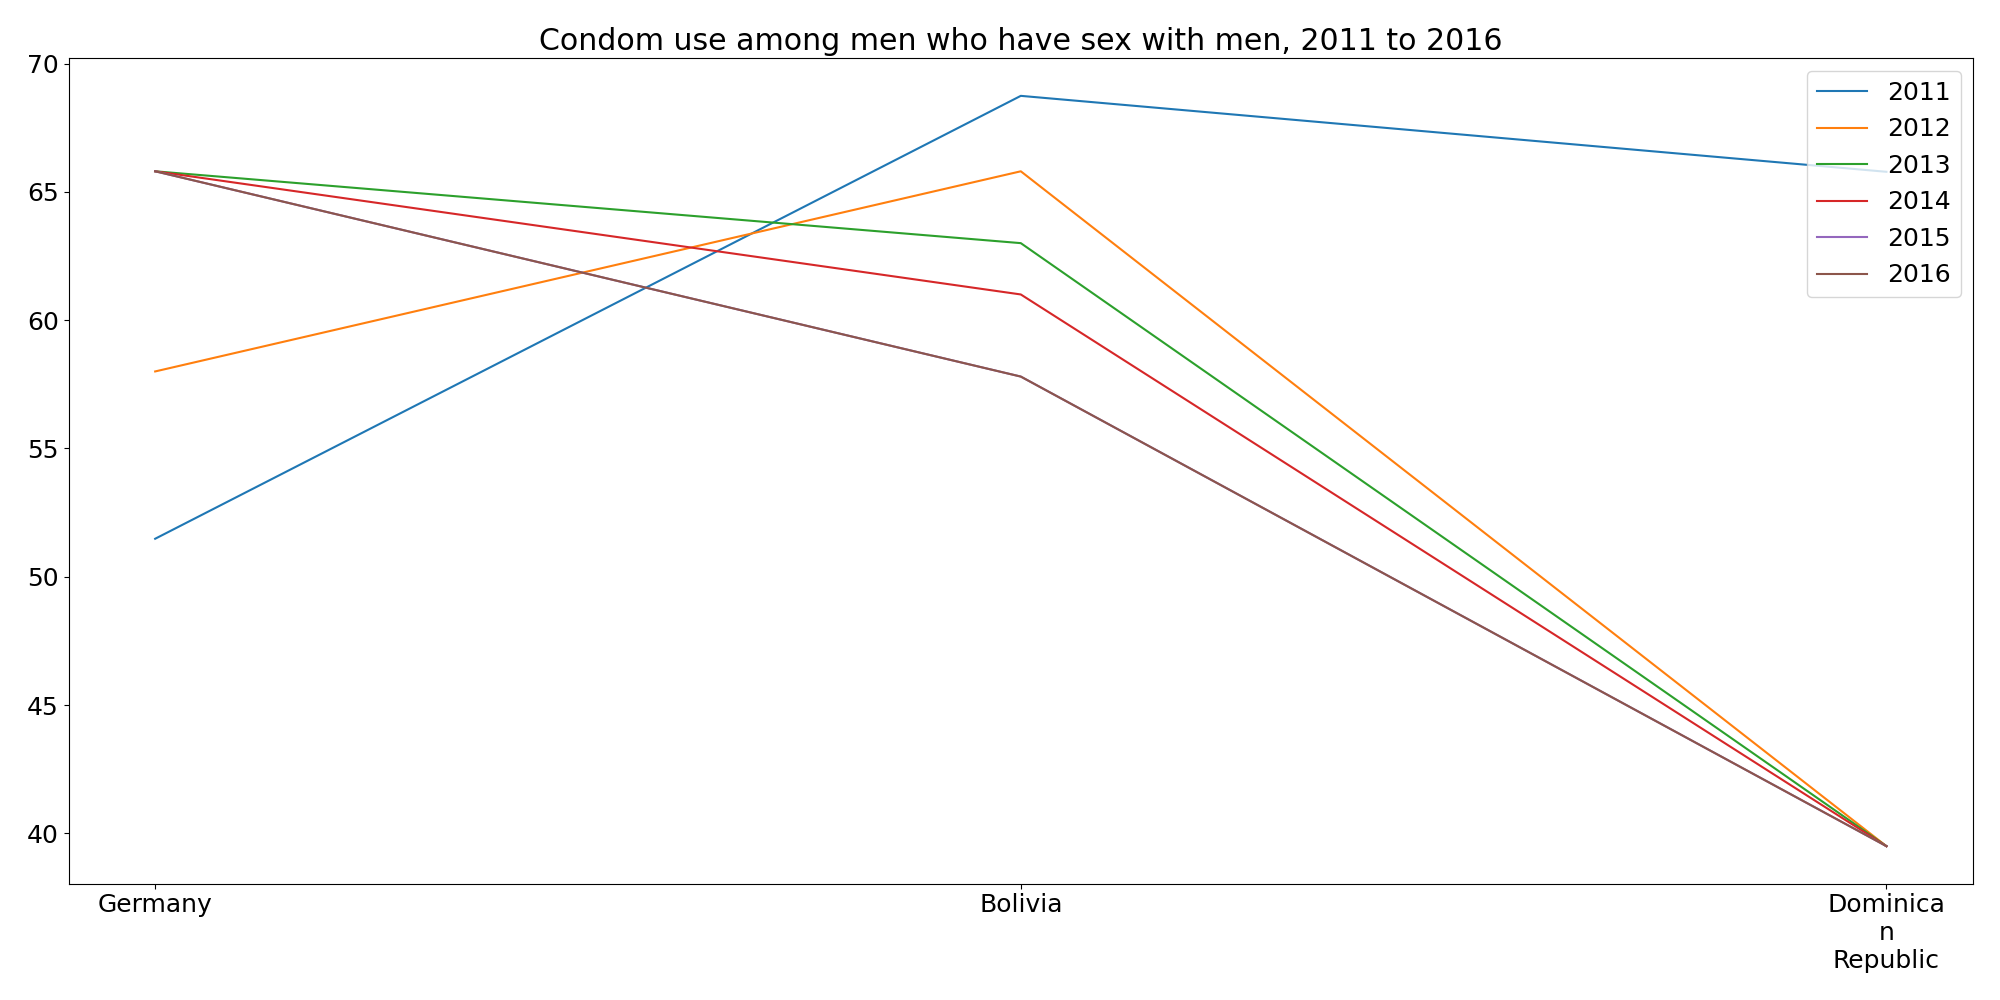 Condom use among men who have sex with men, 2011 to 2016
70
65
60
55
50
45
40
2011
2012
2013
2014
2015
2016
Germany
Bolivia
Dominica
n
Republic